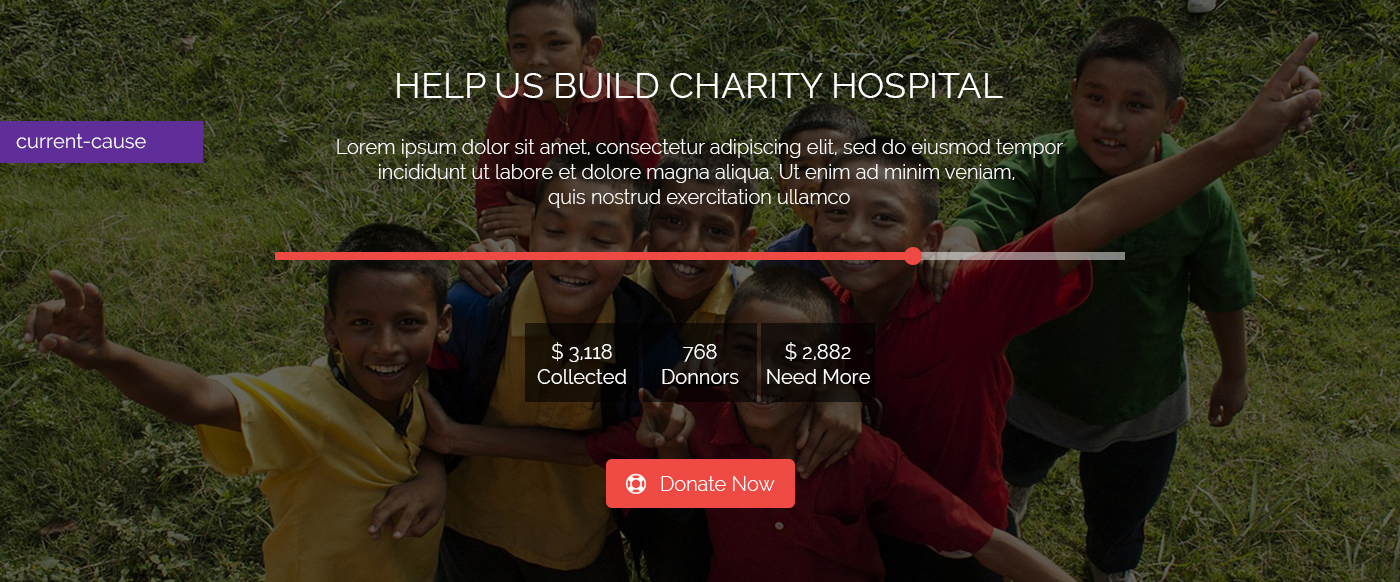 HELP US BUILD CHARITY HOSPITAL
current-cause
Lorem ipsum dolor sit amet, consectetur adipiscing elit, sed do eiusmod tempor
incididunt ut labore et dolore magna aliqua. Ut enim ad minim veniam,
quis nostrud exercitation ullamco
$ 3,118
Collected
768
Donnors
$ 2,882
Need More
Donate Now